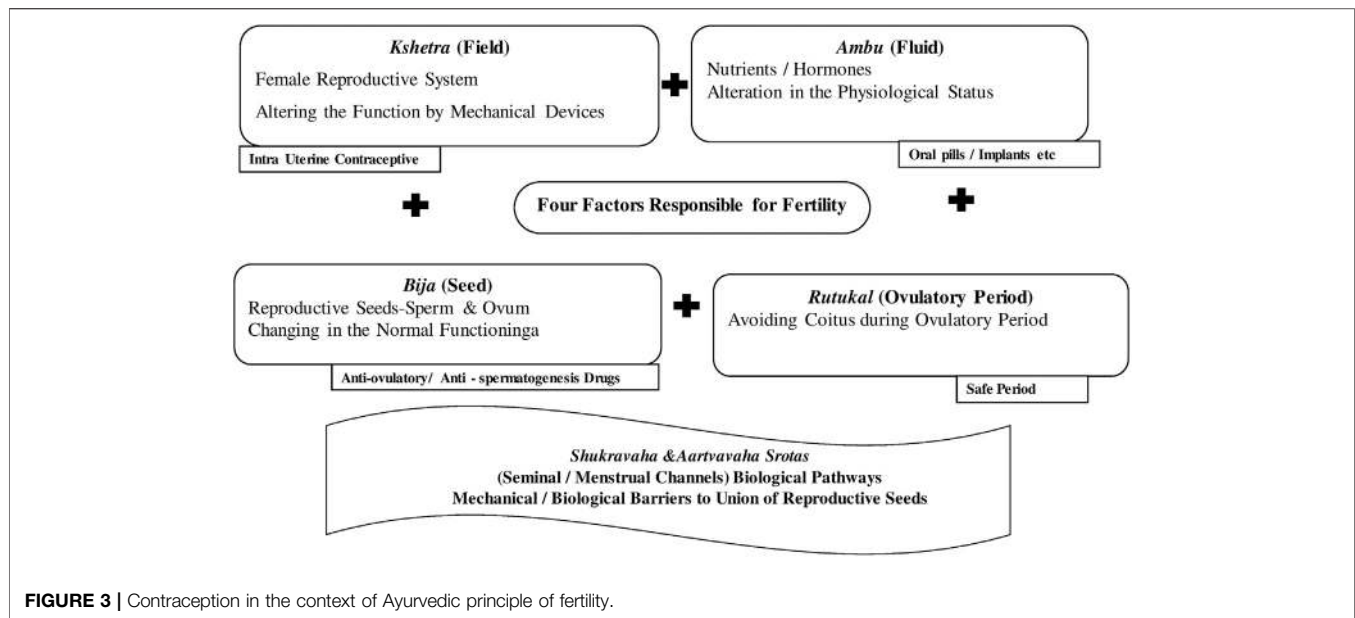 Kshetra (Field)
Female Reproductive System
Altering the Function by Mechanical Devices
Intra Uterine Contraceptive
Ambu (Fluid)
Nutrients / Hormones
Alteration in the Physiological Status
Oral pills / Implants etc
Four Factors Responsible for Fertility
Bija (Seed)
Reproductive Seeds-Sperm & Ovum
Changing in the Normal Functioninga
Anti-ovulatory/ Anti - spermatogenesis Drugs
Rutukal (Ovulatory Period)
Avoiding Coitus during Ovulatory Period
Safe Period
Shukravaha &Aartvavaha Srotas
(Seminal / Menstrual Channels) Biological Pathways
Mechanical / Biological Barriers to Union of Reproductive Seeds
FIGURE 3 | Contraception in the context of Ayurvedic principle of fertility.